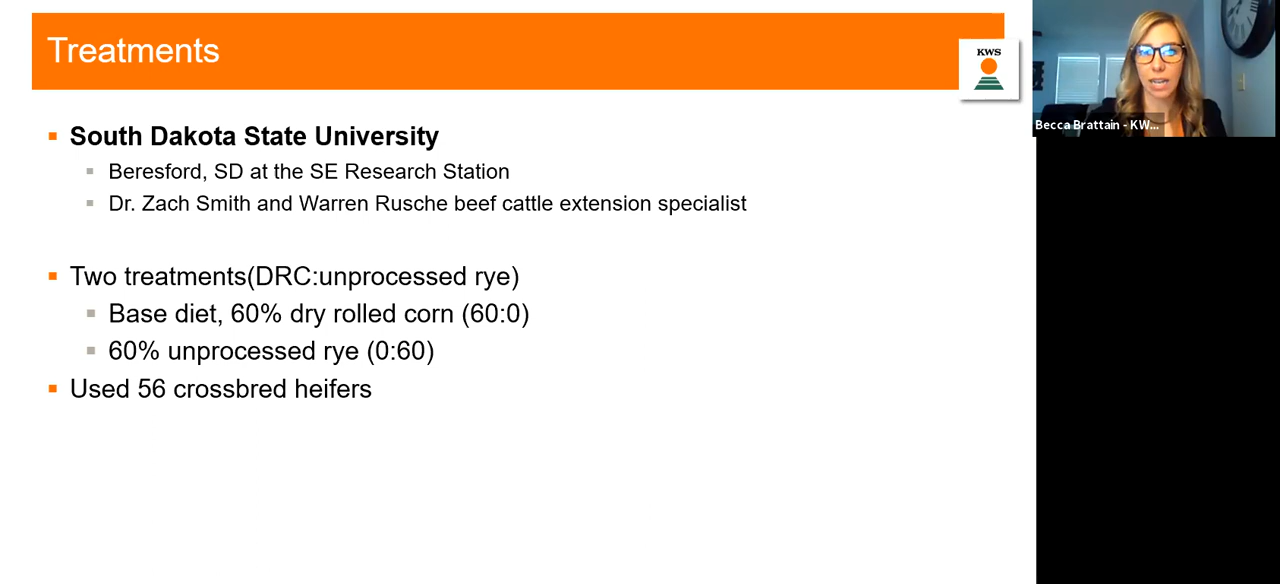 Treatments
KWS
South Dakota State University
Beresford, SD at the SE Research Station
Dr. Zach Smith and Warren Rusche beef cattle extension specialist
Two treatments(DRC:unprocessed rye)
Base diet, 60% dry rolled corn (60:0)
60% unprocessed rye (0:60)
Used 56 crossbred heifers
Becca Brattain - KW...